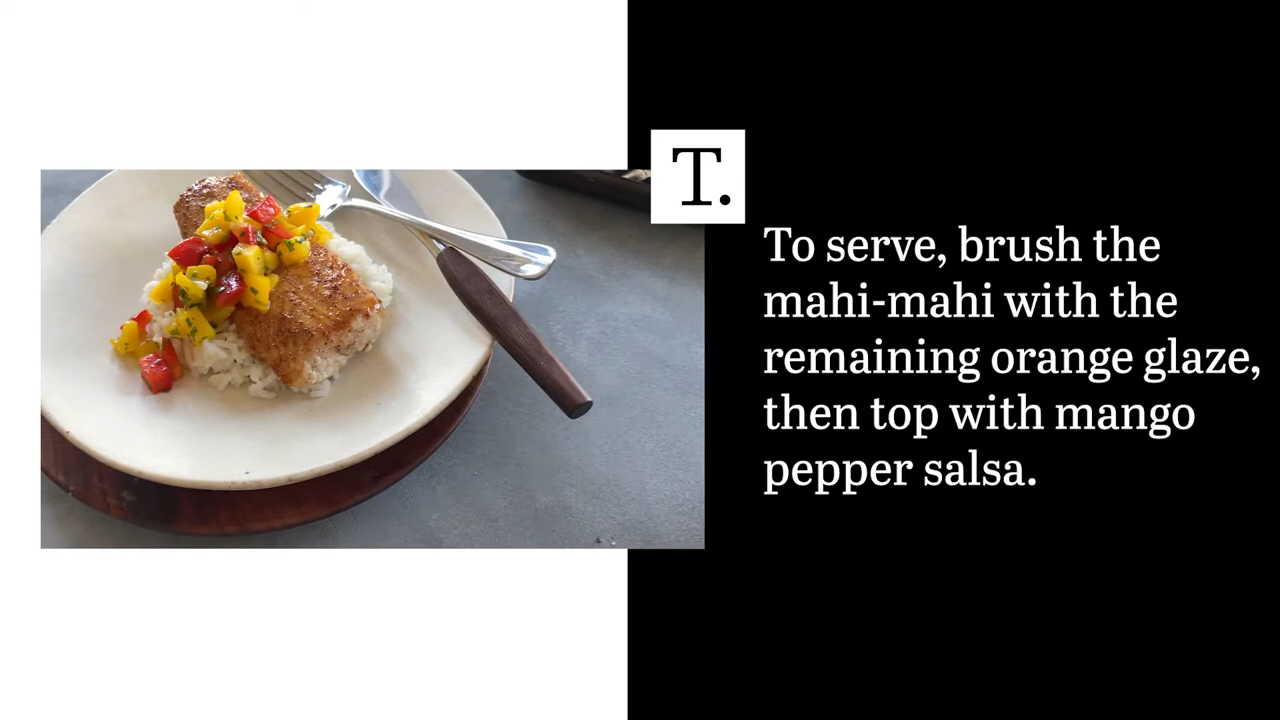 T.
To serve, brush the
mahi-mahi with the
remaining orange glaze,
then top with mango
pepper salsa.